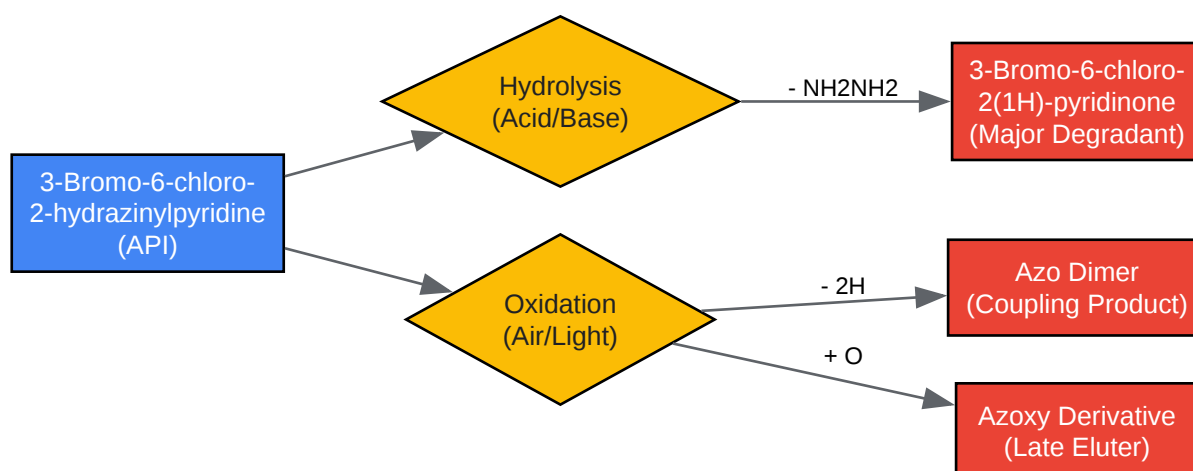 Hydrolysis
(Acid/Base)
- NH2NH2
3-Bromo-6-chloro-
2(1H)-pyridinone
(Major Degradant)
3-Bromo-6-chloro-
2-hydrazinylpyridine
(API)
Oxidation
(Air/Light)
- 2H
Azo Dimer
(Coupling Product)
+ O
Azoxy Derivative
(Late Eluter)